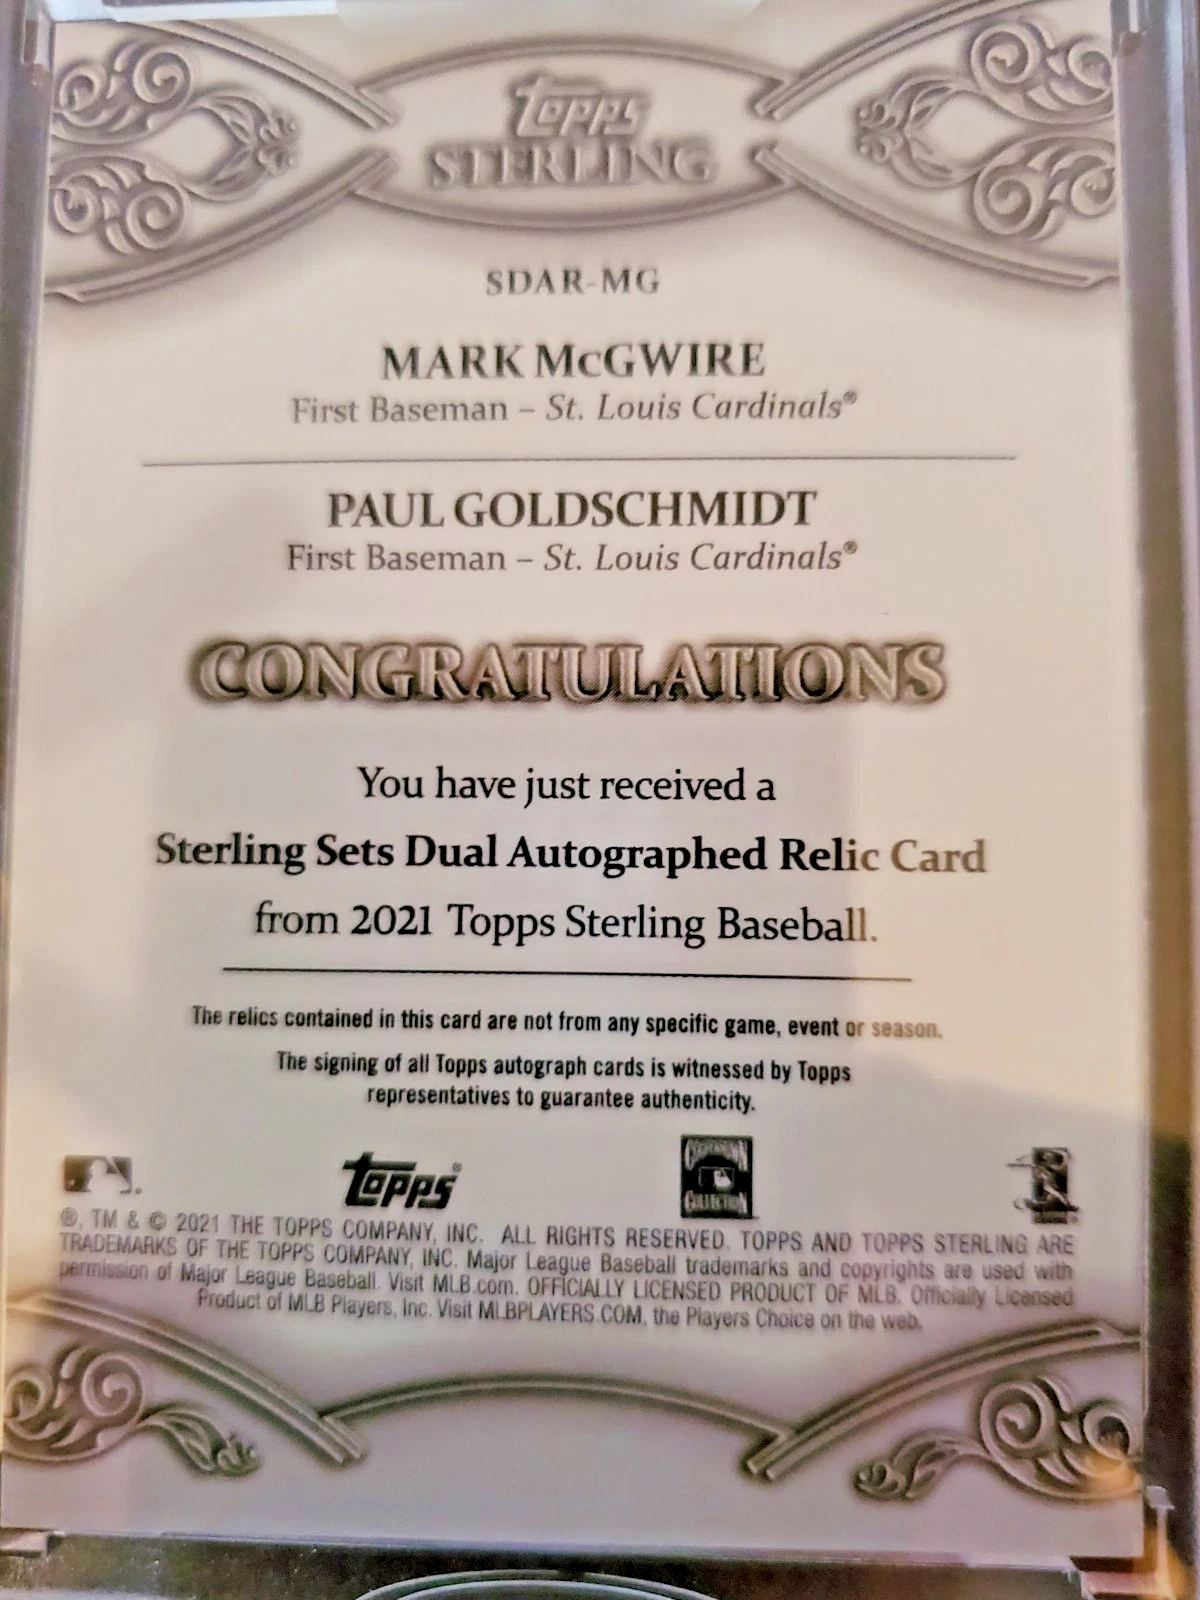 Topps
STERLING
SDAR-MG
MARK McGWIRE
First Baseman – St. Louis Cardinals®
PAUL GOLDSCHMIDT
First Baseman – St. Louis Cardinals®
CONGRATULATIONS
You have just received a
Sterling Sets Dual Autographed Relic Card
from 2021 Topps Sterling Baseball.
The relics contained in this card are not from any specific game, event or season.
The signing of all Topps autograph cards is witnessed by Topps
representatives to guarantee authenticity.
Topps®
COOPERSTOWN
COLLECTION
®, TM & © 2021 THE TOPPS COMPANY, INC. ALL RIGHTS RESERVED. TOPPS AND TOPPS STERLING ARE
TRADEMARKS OF THE TOPPS COMPANY, INC. Major League Baseball trademarks and copyrights are used with
permission of Major League Baseball. Visit MLB.com. OFFICIALLY LICENSED PRODUCT OF MLB. Officially Licensed
Product of MLB Players, Inc. Visit MLBPLAYERS.COM, the Players Choice on the web.